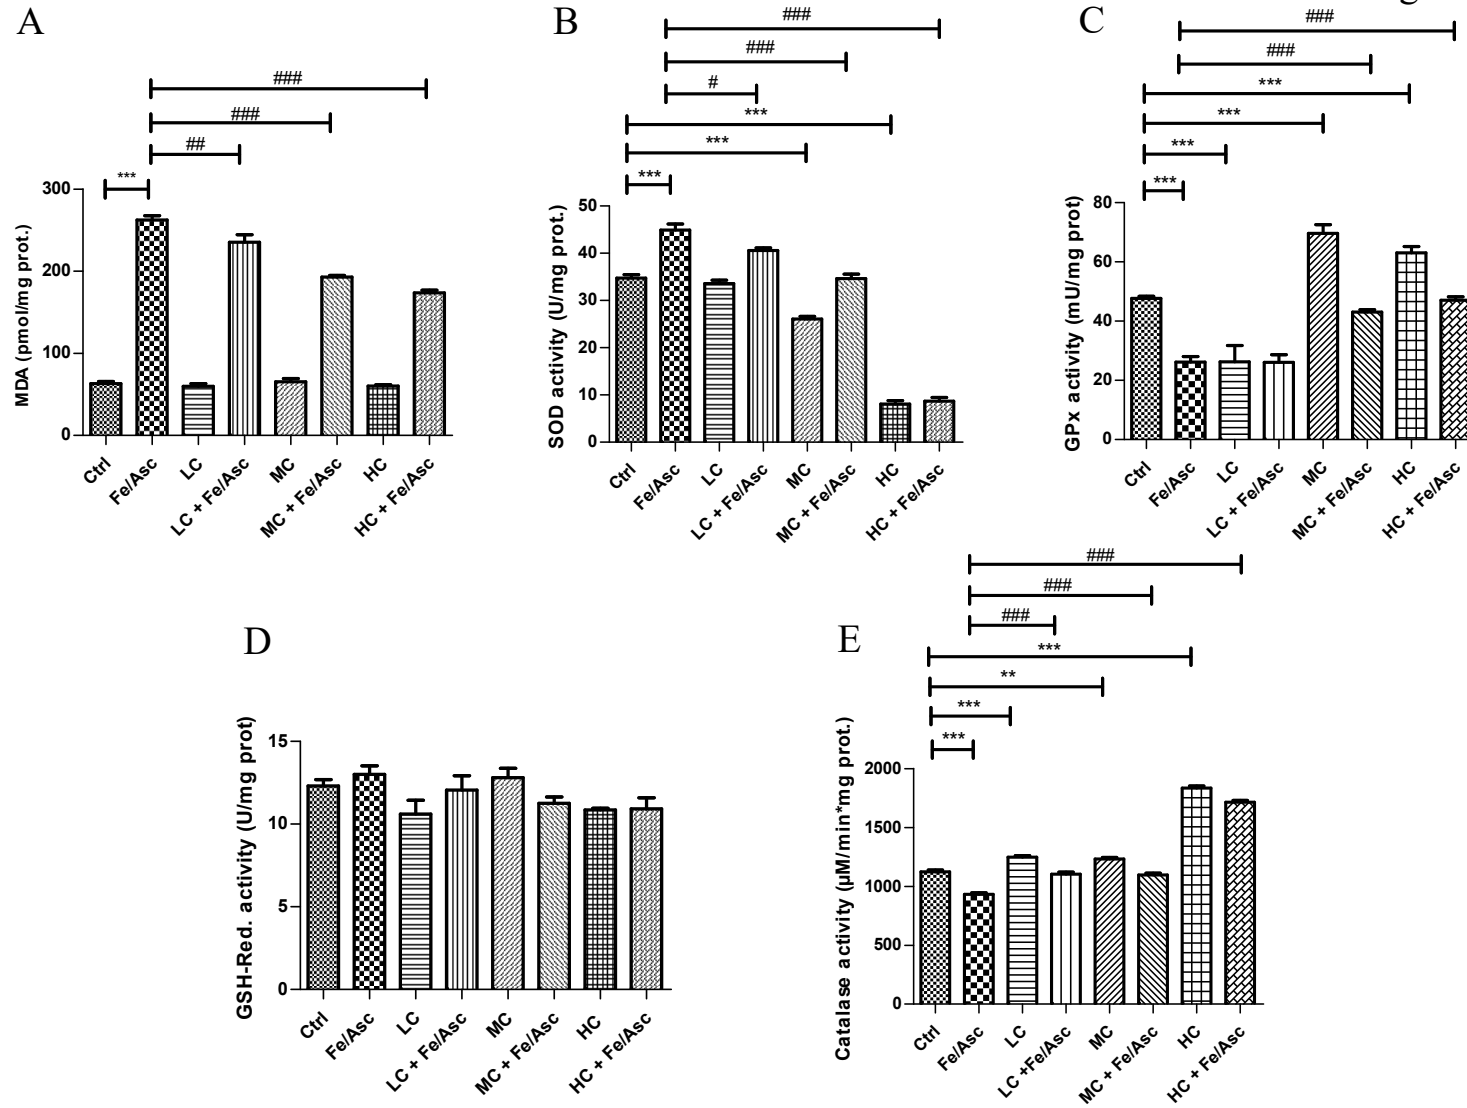 g
A
B
C
###
###
##
***
MDA (pmol/mg prot.)
300
200
100
0
Ctrl
Fe/Asc
LC
LC + Fe/Asc
MC
MC + Fe/Asc
HC
HC + Fe/Asc
###
###
#
***
***
***
SOD activity (U/mg prot.)
50
40
30
20
10
0
Ctrl
Fe/Asc
LC
LC + Fe/Asc
MC
MC + Fe/Asc
HC
HC + Fe/Asc
###
###
***
***
***
***
GPx activity (mU/mg prot)
80
60
40
20
0
Ctrl
Fe/Asc
LC
LC + Fe/Asc
MC
MC + Fe/Asc
HC
HC + Fe/Asc
D
GSH-Red. activity (U/mg prot)
15
10
5
0
Ctrl
Fe/Asc
LC
LC + Fe/Asc
MC
MC + Fe/Asc
HC
HC + Fe/Asc
E
###
###
###
***
**
***
***
Catalase activity (µM/min*mg prot.)
2000
1500
1000
500
0
Ctrl
Fe/Asc
LC
LC +Fe/Asc
MC
MC + Fe/Asc
HC
HC + Fe/Asc